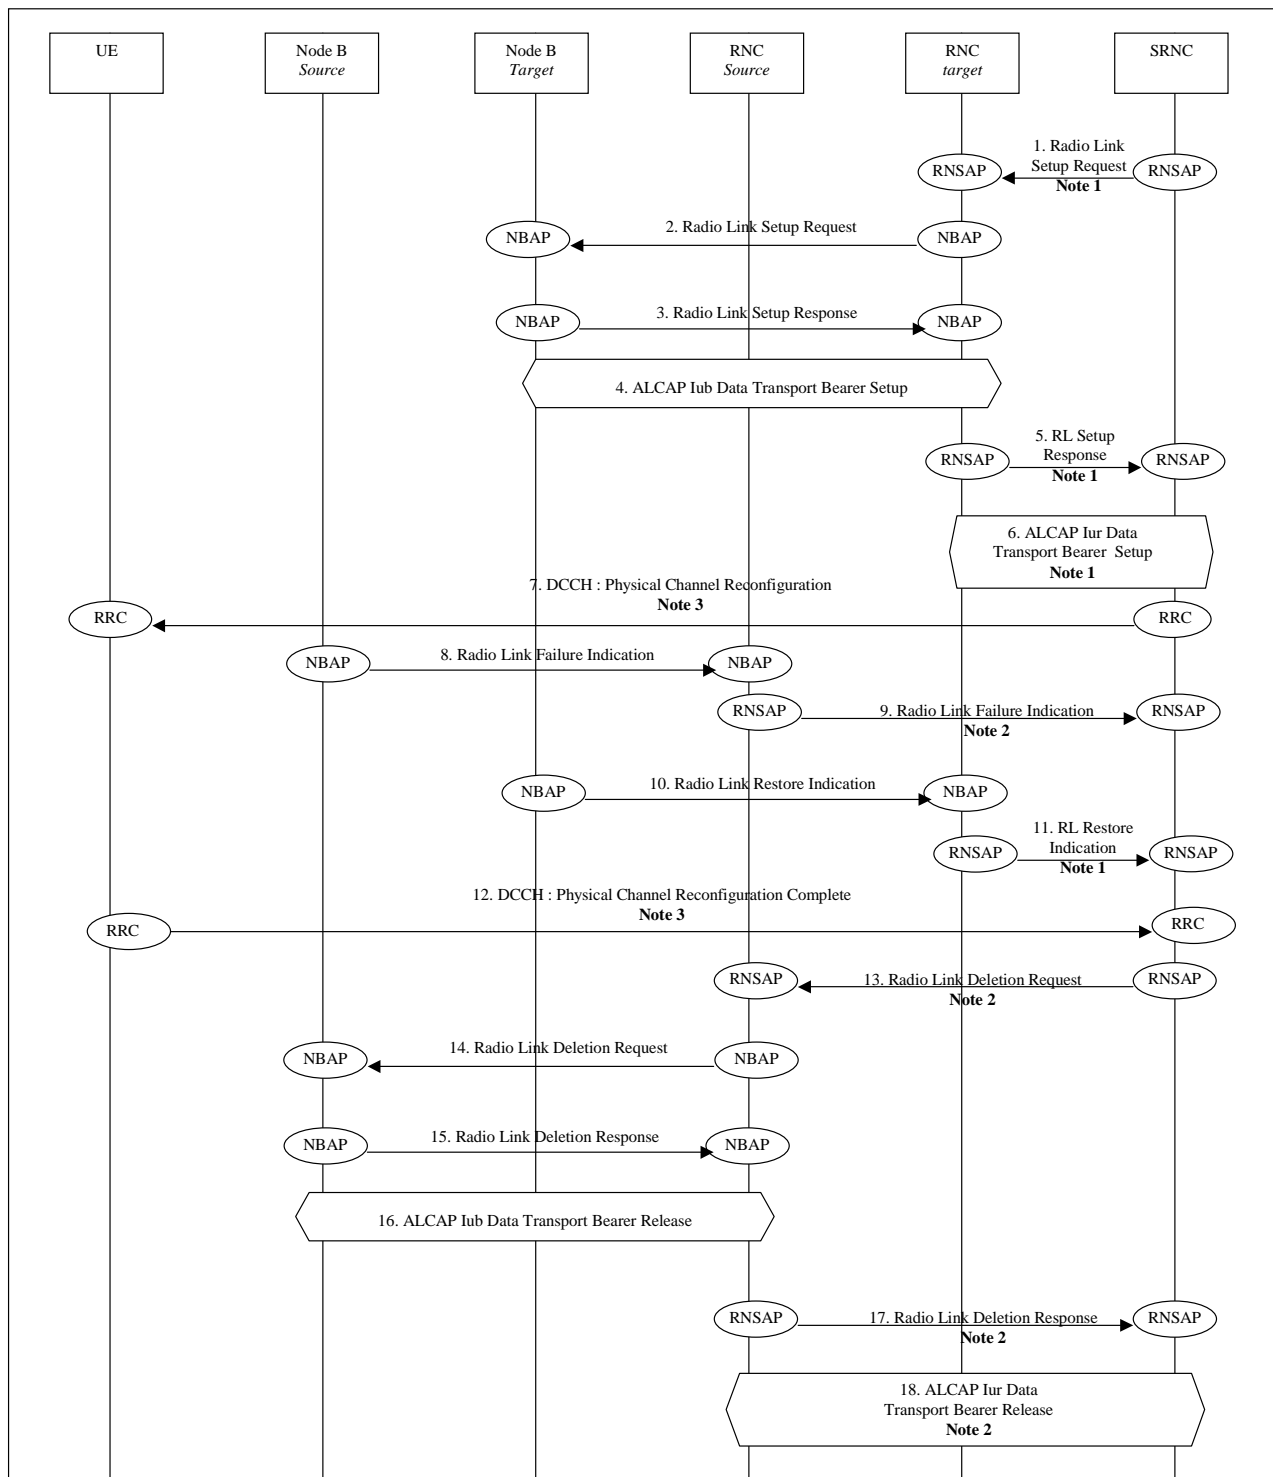 UE
Node B
Source
Node B
Target
RNC
Source
RNC
target
SRNC
1. Radio Link
Setup Request
Note 1
RNSAP
RNSAP
2. Radio Link Setup Request
NBAP
NBAP
3. Radio Link Setup Response
NBAP
NBAP
4. ALCAP Iub Data Transport Bearer Setup
5. RL Setup
Response
Note 1
RNSAP
RNSAP
6. ALCAP Iur Data
Transport Bearer Setup
Note 1
7. DCCH : Physical Channel Reconfiguration
Note 3
RRC
RRC
8. Radio Link Failure Indication
NBAP
NBAP
9. Radio Link Failure Indication
Note 2
RNSAP
RNSAP
10. Radio Link Restore Indication
NBAP
NBAP
11. RL Restore
Indication
Note 1
RNSAP
RNSAP
12. DCCH : Physical Channel Reconfiguration Complete
Note 3
RRC
RRC
13. Radio Link Deletion Request
Note 2
RNSAP
RNSAP
14. Radio Link Deletion Request
NBAP
NBAP
15. Radio Link Deletion Response
NBAP
NBAP
16. ALCAP Iub Data Transport Bearer Release
17. Radio Link Deletion Response
Note 2
RNSAP
RNSAP
18. ALCAP Iur Data
Transport Bearer Release
Note 2